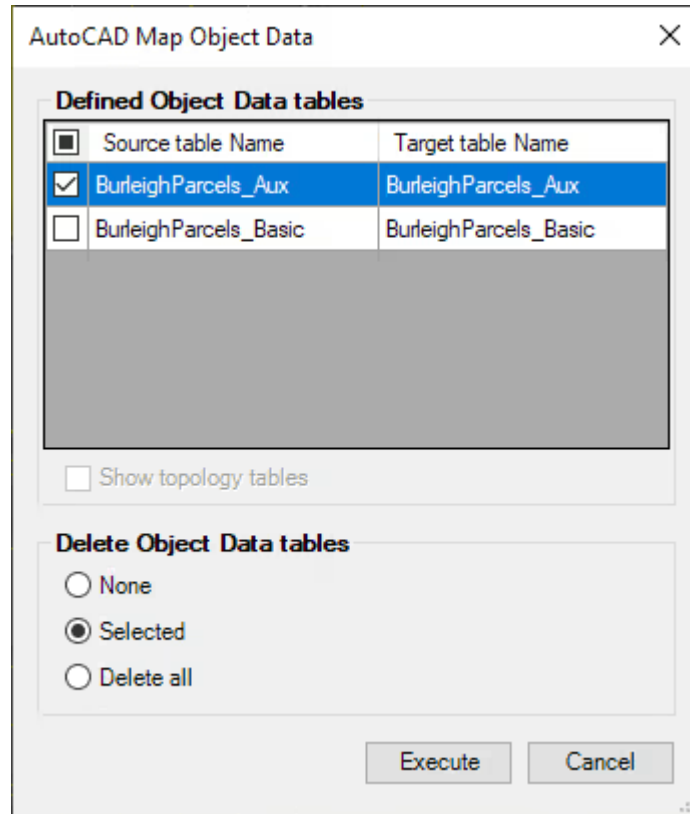 AutoCAD Map Object Data
Defined Object Data tables
Source table Name Target table Name
BurleighParcels_Aux BurleighParcels_Aux
BurleighParcels_Basic BurleighParcels_Basic
Show topology tables
Delete Object Data tables
None
Selected
Delete all
Execute Cancel